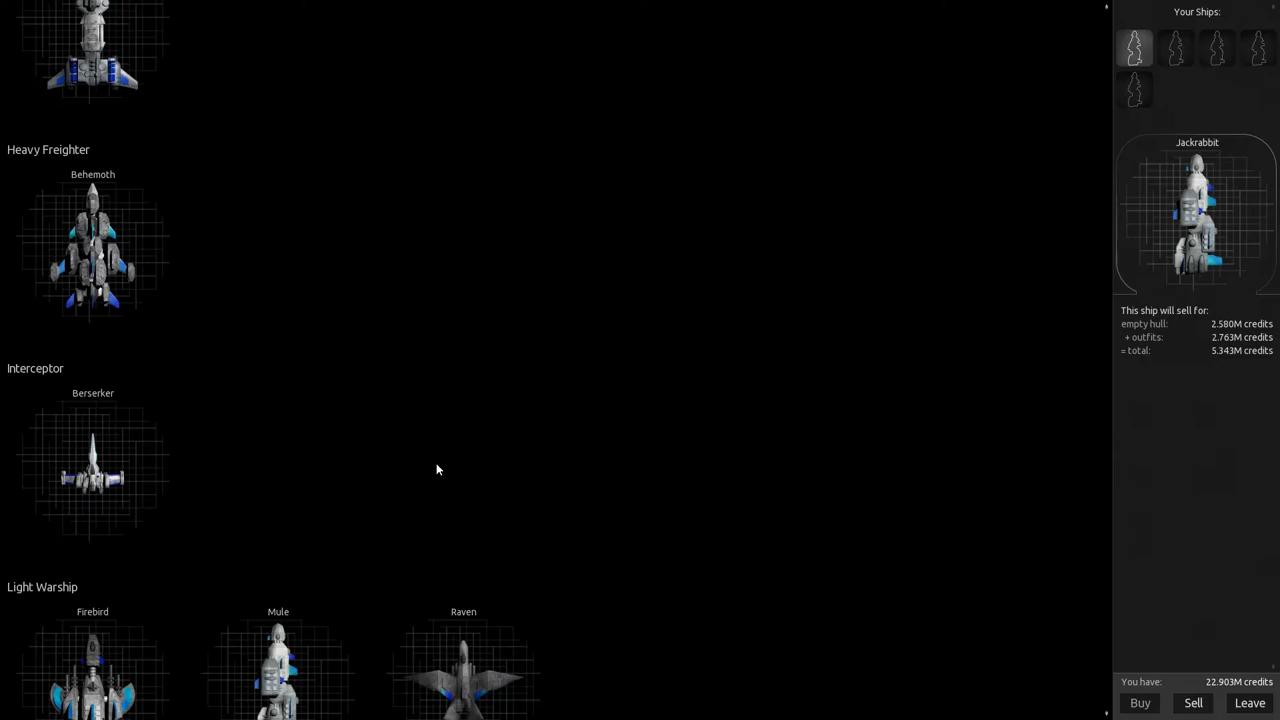 Your Ships:
Heavy Freighter
Behemoth
Jackrabbit
This ship will sell for:
empty hull: 2.580M credits
+ outfits: 2.763M credits
= total: 5.343M credits
Interceptor
Berserker
Light Warship
Firebird Mule Raven
You have: 22.903M credits
Buy Sell Leave